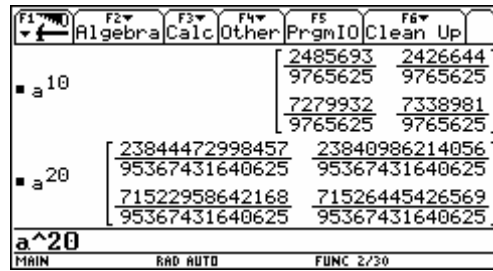 F1 F2 F3 F4 F5 F6
Algebra Calc Other PrgmIO Clean Up
2485693 2426644
9765625 9765625
a^10
7279932 7338981
9765625 9765625
23844472998457 23840986214056
95367431640625 95367431640625
a^20
71522958642168 71526445426569
95367431640625 95367431640625
a^20
MAIN RAD AUTO FUNC 2/30